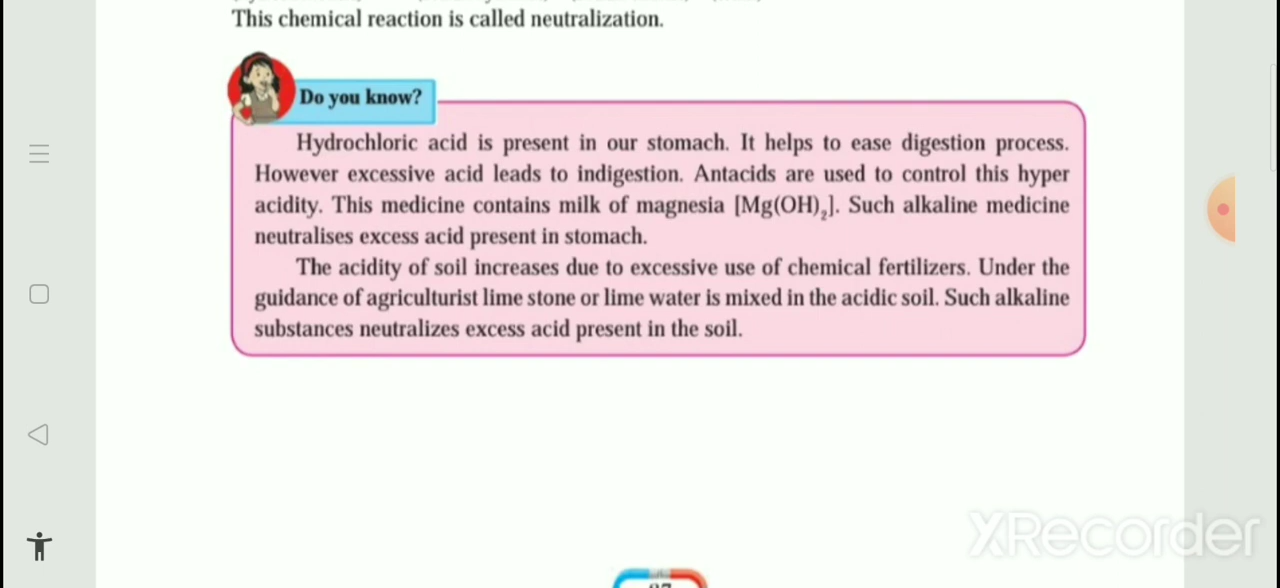 This chemical reaction is called neutralization.
Do you know?
Hydrochloric acid is present in our stomach. It helps to ease digestion process.
However excessive acid leads to indigestion. Antacids are used to control this hyper
acidity. This medicine contains milk of magnesia [Mg(OH)₂]. Such alkaline medicine
neutralises excess acid present in stomach.
The acidity of soil increases due to excessive use of chemical fertilizers. Under the
guidance of agriculturist lime stone or lime water is mixed in the acidic soil. Such alkaline
substances neutralizes excess acid present in the soil.
XRecorder